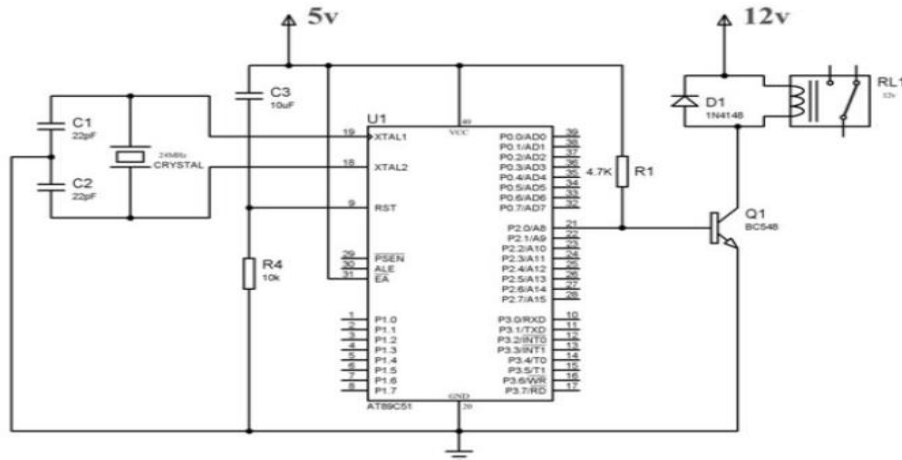 5v
12v
C3
10uF
C1
22pF
C2
22pF
24MHz
CRYSTAL
R4
10k
U1
19 XTAL1
18 XTAL2
9 RST
29 PSEN
30 ALE
31 EA
1 P1.0
2 P1.1
3 P1.2
4 P1.3
5 P1.4
6 P1.5
7 P1.6
8 P1.7
AT89C51
40
VCC
P0.0/AD0 39
P0.1/AD1 38
P0.2/AD2 37
P0.3/AD3 36
P0.4/AD4 35
P0.5/AD5 34
P0.6/AD6 33
P0.7/AD7 32
P2.0/A8 21
P2.1/A9 22
P2.2/A10 23
P2.3/A11 24
P2.4/A12 25
P2.5/A13 26
P2.6/A14 27
P2.7/A15 28
P3.0/RXD 10
P3.1/TXD 11
P3.2/INT0 12
P3.3/INT1 13
P3.4/T0 14
P3.5/T1 15
P3.6/WR 16
P3.7/RD 17
GND
20
4.7K R1
D1
1N4148
RL1
12v
Q1
BC548